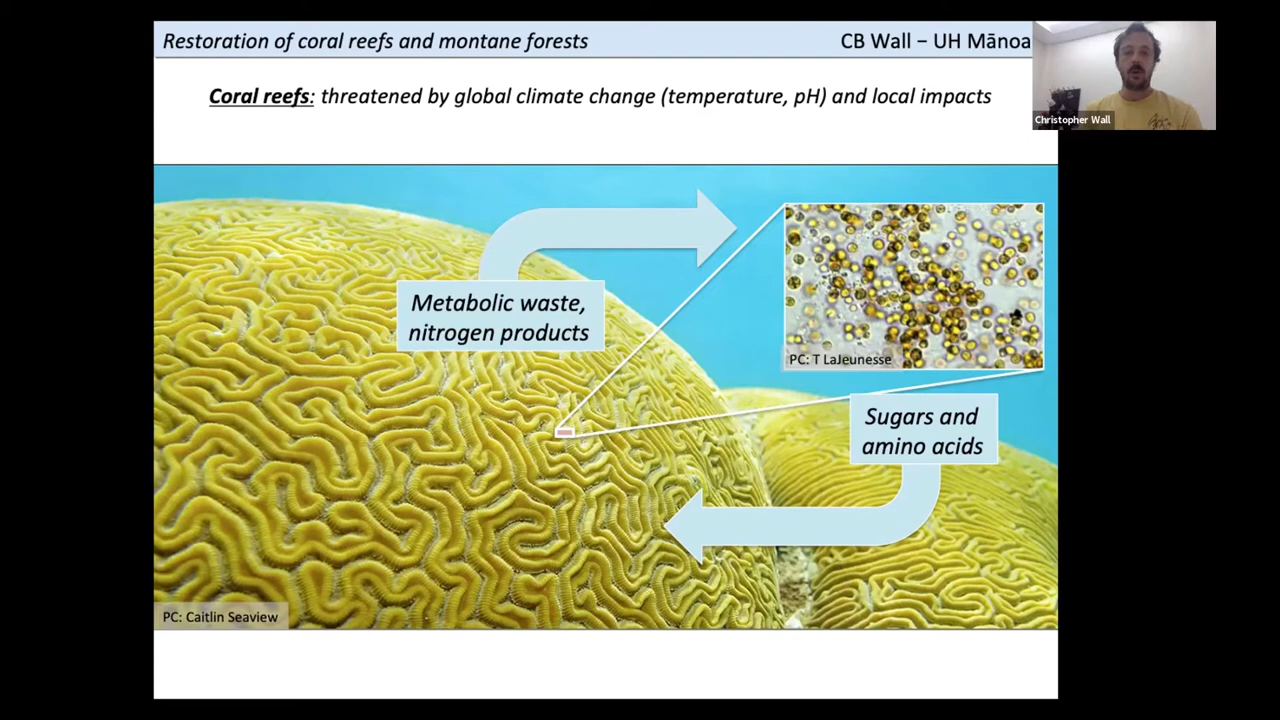 Restoration of coral reefs and montane forests
CB Wall – UH Mānoa
Christopher Wall
Coral reefs: threatened by global climate change (temperature, pH) and local impacts
Metabolic waste,
nitrogen products
PC: T LaJeunesse
Sugars and
amino acids
PC: Caitlin Seaview